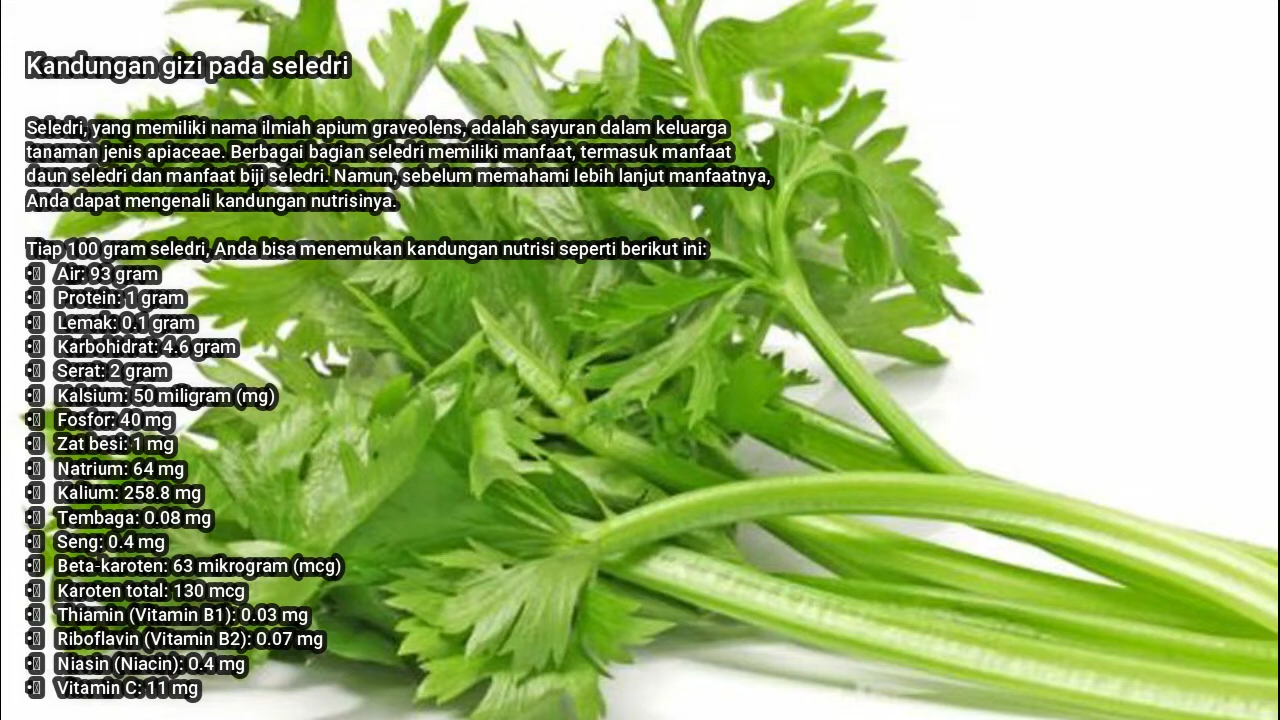 Kandungan gizi pada seledri
Seledri, yang memiliki nama ilmiah apium graveolens, adalah sayuran dalam keluarga
tanaman jenis apiaceae. Berbagai bagian seledri memiliki manfaat, termasuk manfaat
daun seledri dan manfaat biji seledri. Namun, sebelum memahami lebih lanjut manfaatnya,
Anda dapat mengenali kandungan nutrisinya.
Tiap 100 gram seledri, Anda bisa menemukan kandungan nutrisi seperti berikut ini:
• Air: 93 gram
• Protein: 1 gram
• Lemak: 0.1 gram
• Karbohidrat: 4.6 gram
• Serat: 2 gram
• Kalsium: 50 miligram (mg)
• Fosfor: 40 mg
• Zat besi: 1 mg
• Natrium: 64 mg
• Kalium: 258.8 mg
• Tembaga: 0.08 mg
• Seng: 0.4 mg
• Beta-karoten: 63 mikrogram (mcg)
• Karoten total: 130 mcg
• Thiamin (Vitamin B1): 0.03 mg
• Riboflavin (Vitamin B2): 0.07 mg
• Niasin (Niacin): 0.4 mg
• Vitamin C: 11 mg